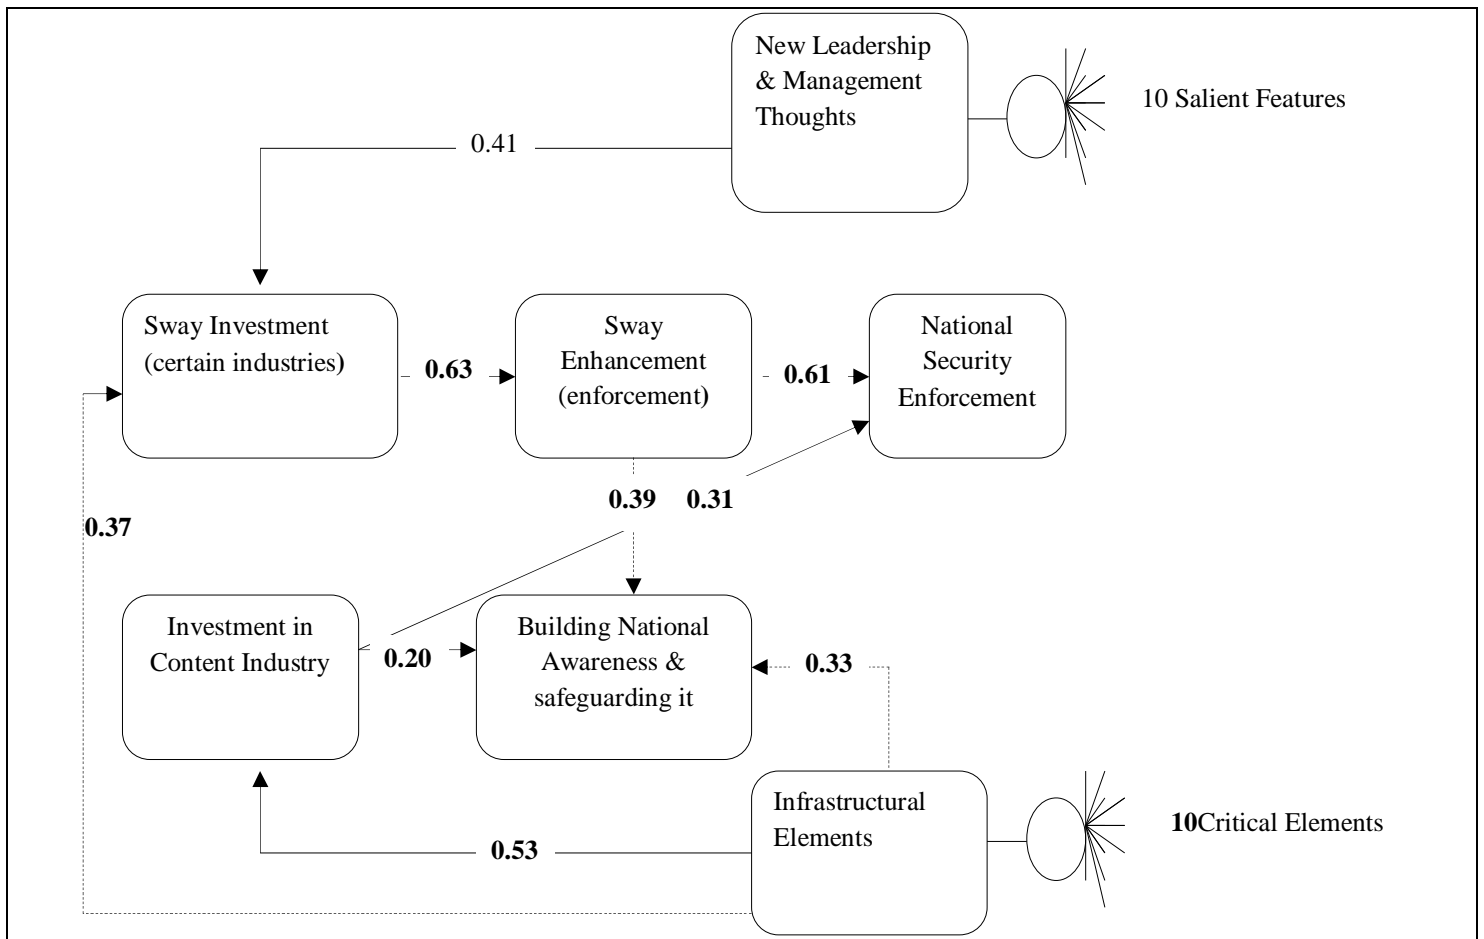 New Leadership
& Management
Thoughts
10 Salient Features
0.41
Sway Investment
(certain industries)
0.63
Sway
Enhancement
(enforcement)
0.61
National
Security
Enforcement
0.39
0.31
0.37
Investment in
Content Industry
0.20
Building National
Awareness &
safeguarding it
0.33
Infrastructural
Elements
10Critical Elements
0.53